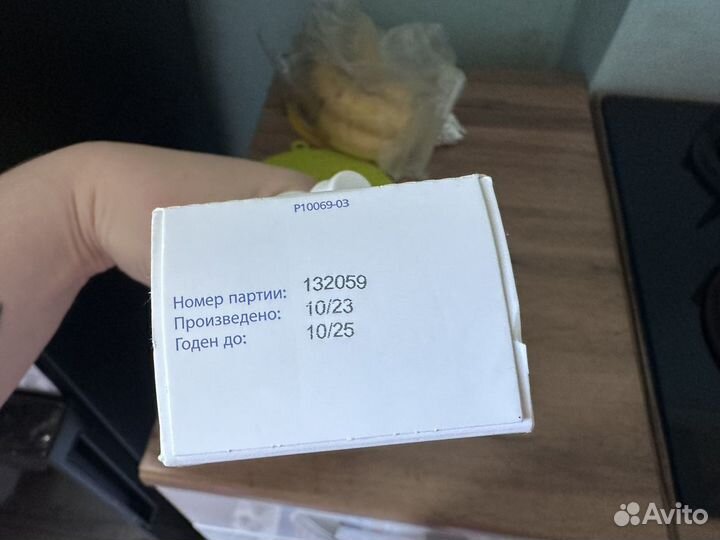 P10069-03
Номер партии: 132059
Произведено: 10/23
Годен до: 10/25
Avito